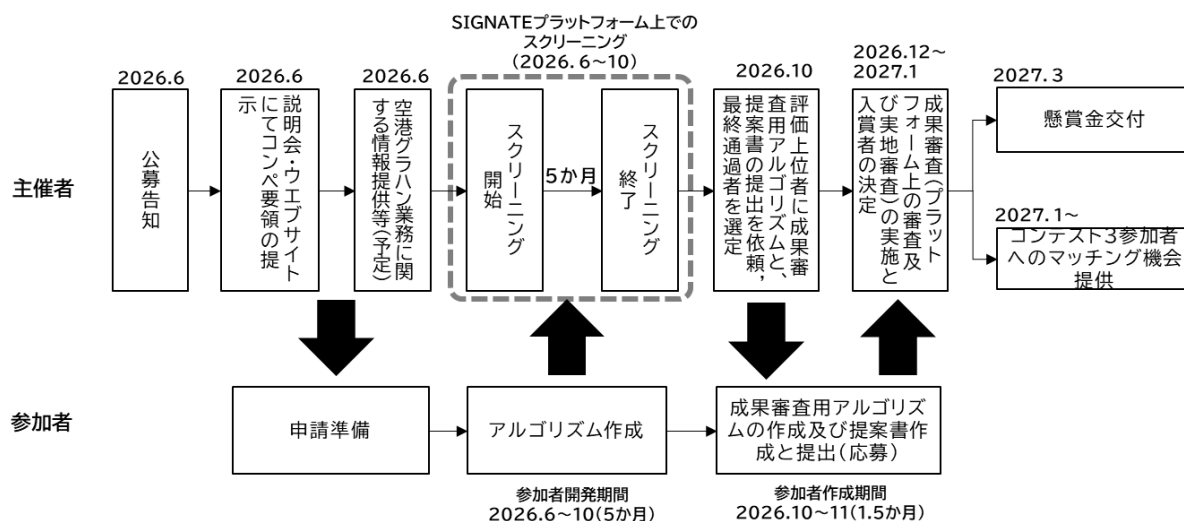 SIGNATEプラットフォーム上での
スクリーニング
(2026.6~10)
2026.6
2026.6
2026.6
2026.10
2026.12~
2027.1
2027.3
主催者
公募告知
説明会・ウエブサイト
にてコンペ要領の提
示
空港グラハン業務に関
する情報提供等(予定)
スクリーニング
開始
5か月
スクリーニング
終了
評価上位者に成果審
査用アルゴリズムと、
提案書の提出を依頼,
最終通過者を選定
成果審査(プラット
フォーム上の審査及
び実地審査)の実施と
入賞者の決定
懸賞金交付
2027.1~
コンテスト3参加者
へのマッチング機会
提供
参加者
申請準備
アルゴリズム作成
成果審査用アルゴリズ
ムの作成及び提案書作
成と提出(応募)
参加者開発期間
2026.6~10(5か月)
参加者作成期間
2026.10~11(1.5か月)